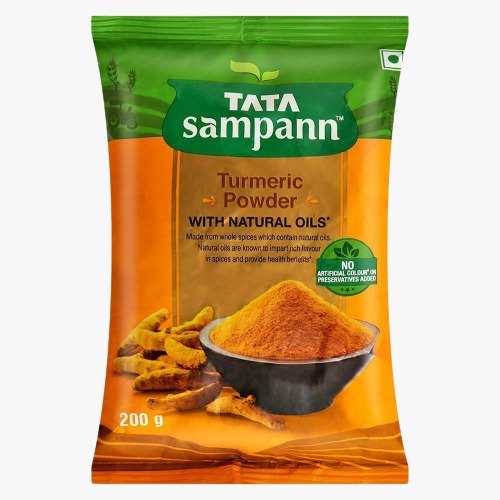 TATA
sampann™
Turmeric
Powder
WITH NATURAL OILS*
Made from whole spices which contain natural oils.
Natural oils are known to impart rich flavour
in spices and provide health benefits*.
NO
ARTIFICIAL COLOUR# OR
PRESERVATIVES ADDED
200 g